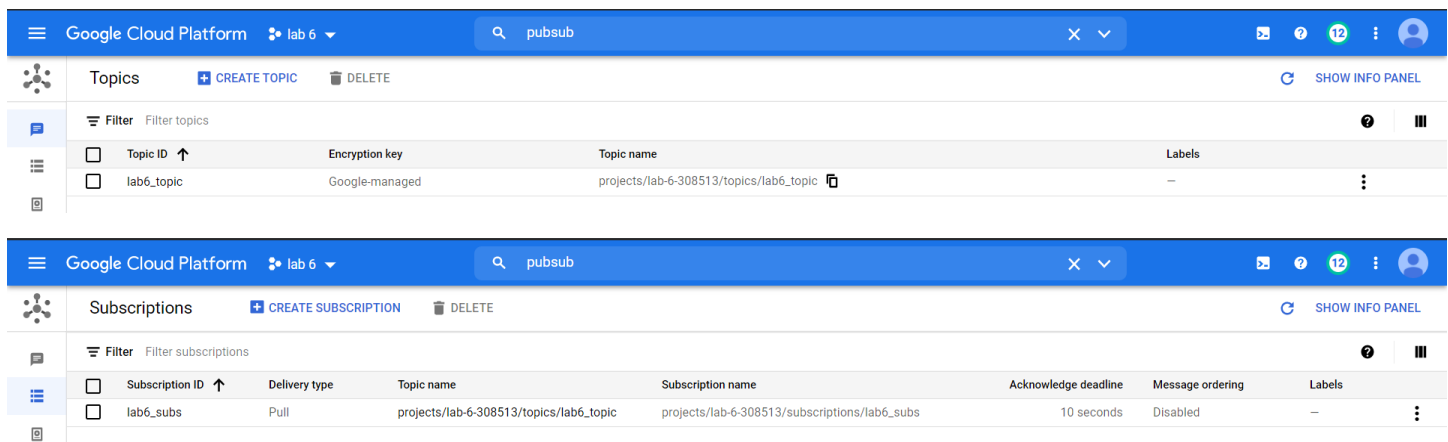 Google Cloud Platform lab 6 pubsub 12
Topics CREATE TOPIC DELETE SHOW INFO PANEL
Filter Filter topics
Topic ID Encryption key Topic name Labels
lab6_topic Google-managed projects/lab-6-308513/topics/lab6_topic —
Google Cloud Platform lab 6 pubsub 12
Subscriptions CREATE SUBSCRIPTION DELETE SHOW INFO PANEL
Filter Filter subscriptions
Subscription ID Delivery type Topic name Subscription name Acknowledge deadline Message ordering Labels
lab6_subs Pull projects/lab-6-308513/topics/lab6_topic projects/lab-6-308513/subscriptions/lab6_subs 10 seconds Disabled —